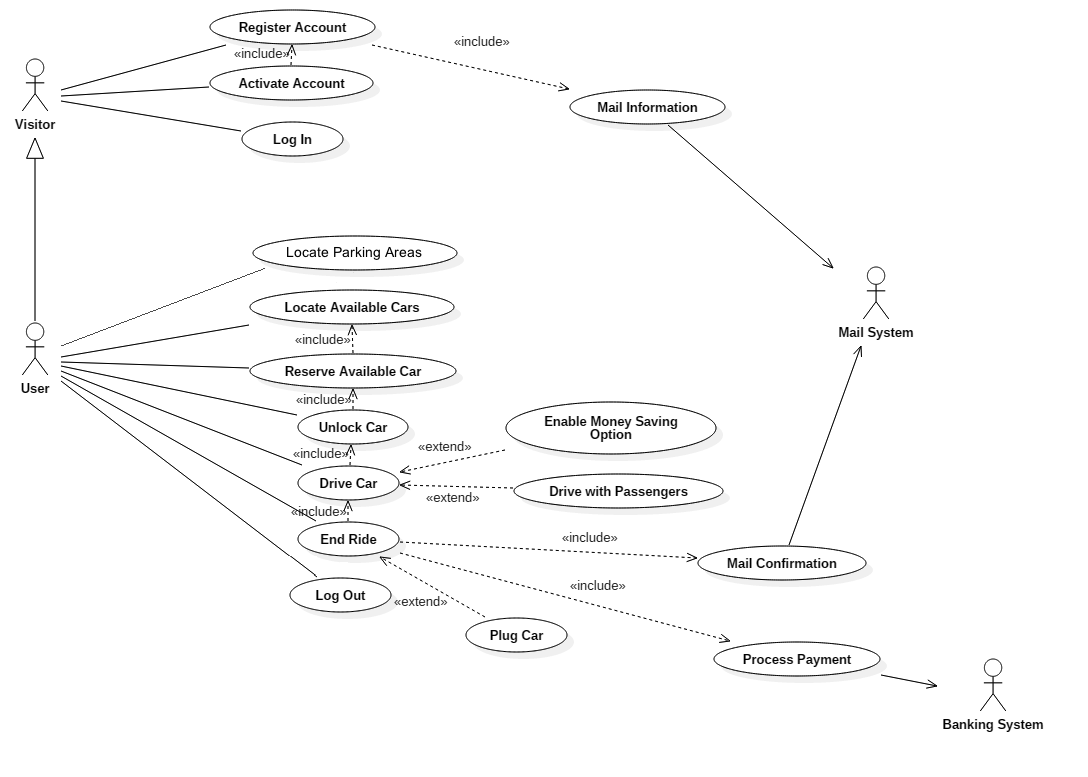 Register Account
«include»
«include»
Activate Account
Mail Information
Visitor
Log In
Locate Parking Areas
Locate Available Cars
Mail System
«include»
Reserve Available Car
User
«include»
Unlock Car
Enable Money Saving
Option
«extend»
«include»
Drive Car
Drive with Passengers
«extend»
«include»
End Ride
«include»
Mail Confirmation
«include»
Log Out
«extend»
Plug Car
Process Payment
Banking System